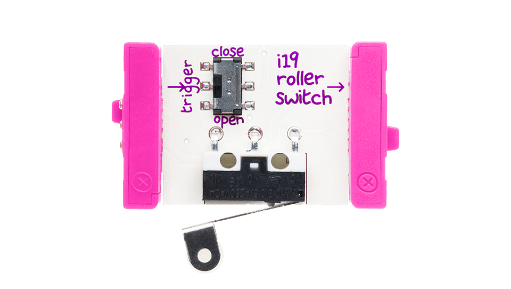 close
trigger
open
i19
roller
switch